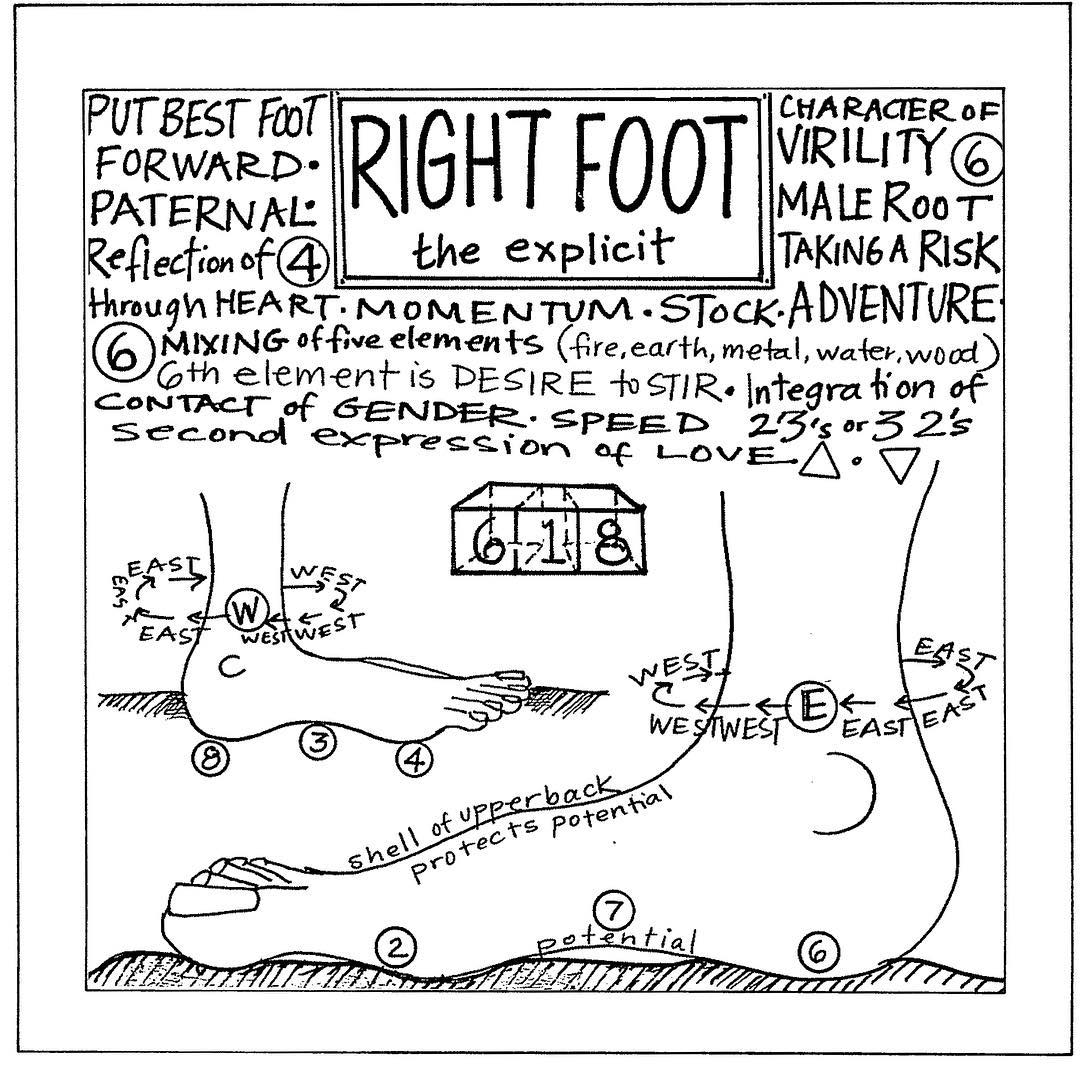 RIGHT FOOT
the explicit
PUT BEST FOOT
FORWARD •
PATERNAL •
Reflection of 4
CHARACTER OF
VIRILITY 6
MALE ROOT
TAKING A RISK
through HEART • MOMENTUM • STOCK • ADVENTURE •
6 MIXING of five elements (fire, earth, metal, water, wood)
6th element is DESIRE to STIR • Integration of
CONTACT of GENDER • SPEED 2 3's or 3 2's
second expression of LOVE △ • ▽
6 1 8
EAST
EAST
EAST
W
WEST
WEST
WEST
C
8
3
4
WEST
WEST
WEST
E
EAST
EAST
EAST
shell of upperback
protects potential
2
7
potential
6